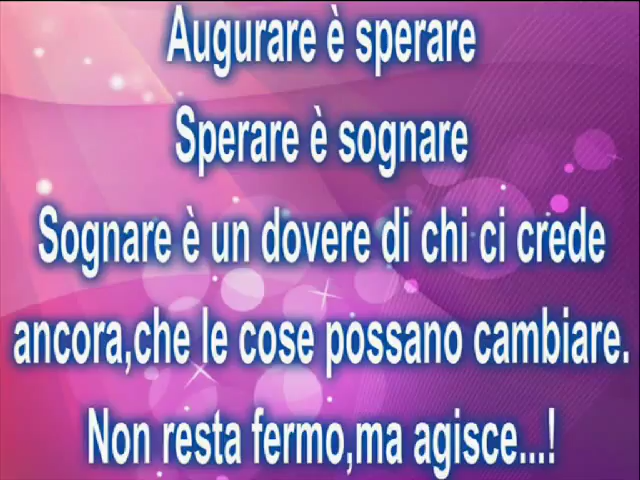 Augurare è sperare
Sperare è sognare
Sognare è un dovere di chi ci crede
ancora,che le cose possano cambiare.
Non resta fermo,ma agisce...!